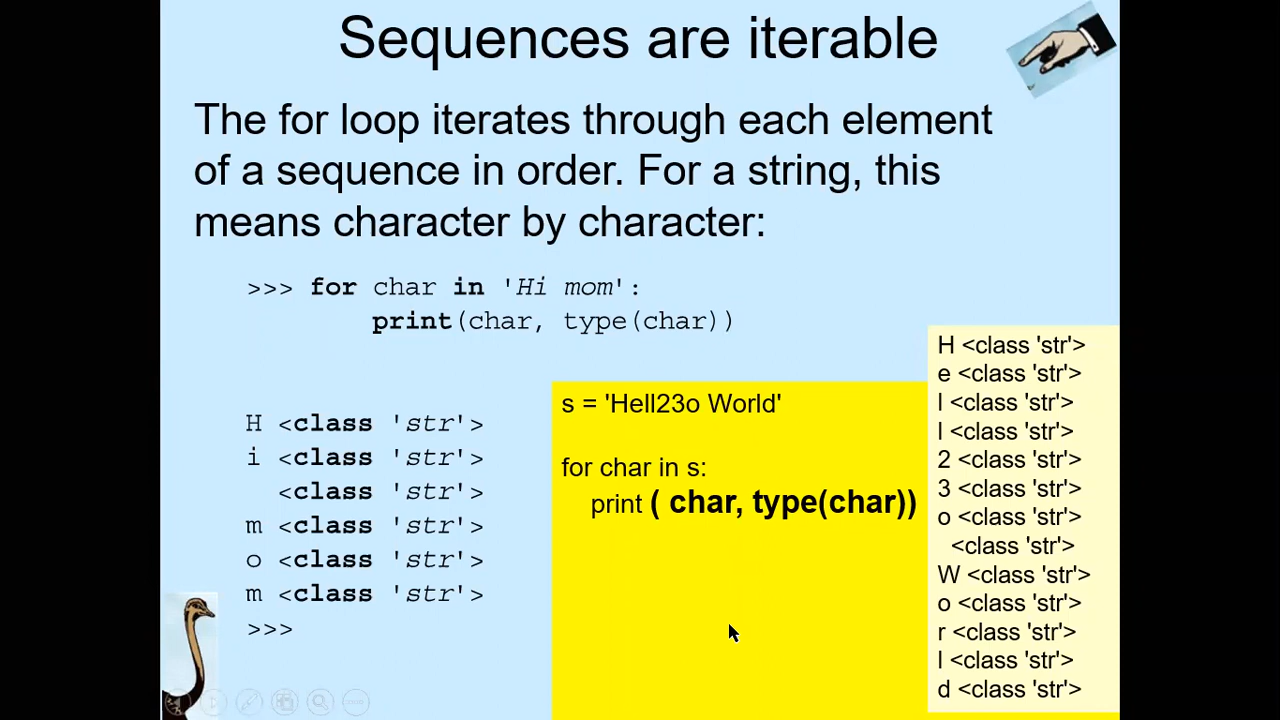 Sequences are iterable
The for loop iterates through each element
of a sequence in order. For a string, this
means character by character:
>>> for char in 'Hi mom':
print(char, type(char))
H <class 'str'>
i <class 'str'>
<class 'str'>
m <class 'str'>
o <class 'str'>
m <class 'str'>
>>>
s = 'Hell23o World'
for char in s:
print ( char, type(char))
H <class 'str'>
e <class 'str'>
l <class 'str'>
l <class 'str'>
2 <class 'str'>
3 <class 'str'>
o <class 'str'>
<class 'str'>
W <class 'str'>
o <class 'str'>
r <class 'str'>
l <class 'str'>
d <class 'str'>